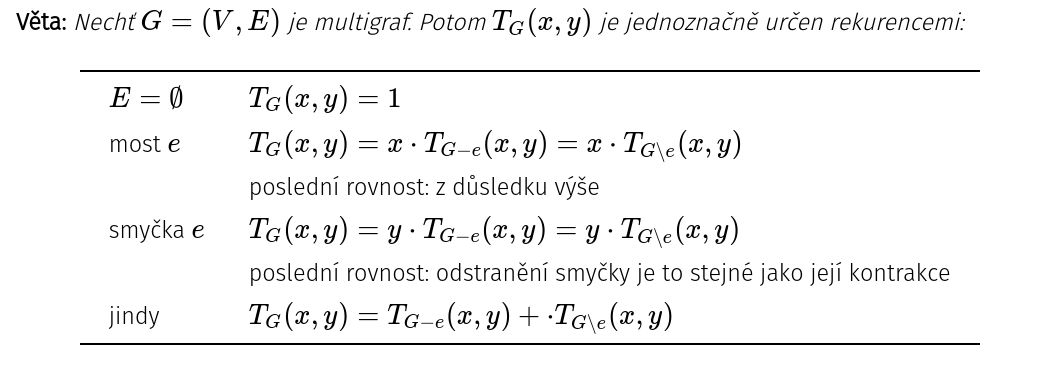 Věta: Nechť G = (V, E) je multigraf. Potom T_G(x, y) je jednoznačně určen rekurencemi:
E = ∅ T_G(x, y) = 1
most e T_G(x, y) = x · T_{G−e}(x, y) = x · T_{G\e}(x, y)
poslední rovnost: z důsledku výše
smyčka e T_G(x, y) = y · T_{G−e}(x, y) = y · T_{G\e}(x, y)
poslední rovnost: odstranění smyčky je to stejné jako její kontrakce
jindy T_G(x, y) = T_{G−e}(x, y) + ·T_{G\e}(x, y)